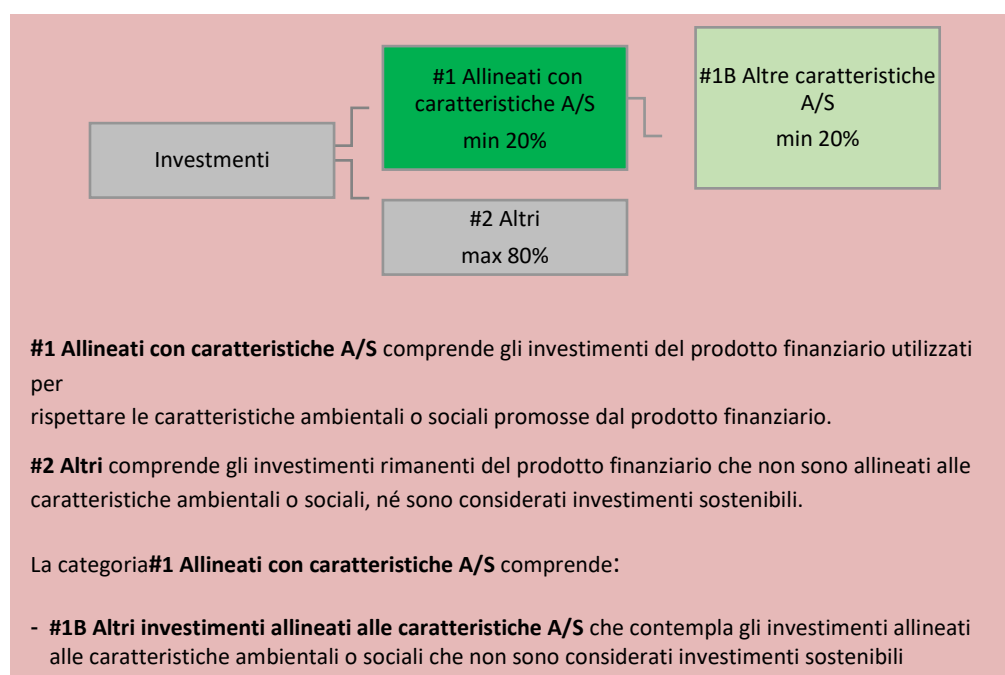 #1 Allineati con
caratteristiche A/S
min 20%
#1B Altre caratteristiche
A/S
min 20%
Investmenti
#2 Altri
max 80%
#1 Allineati con caratteristiche A/S comprende gli investimenti del prodotto finanziario utilizzati
per
rispettare le caratteristiche ambientali o sociali promosse dal prodotto finanziario.
#2 Altri comprende gli investimenti rimanenti del prodotto finanziario che non sono allineati alle
caratteristiche ambientali o sociali, né sono considerati investimenti sostenibili.
La categoria#1 Allineati con caratteristiche A/S comprende:
- #1B Altri investimenti allineati alle caratteristiche A/S che contempla gli investimenti allineati
alle caratteristiche ambientali o sociali che non sono considerati investimenti sostenibili